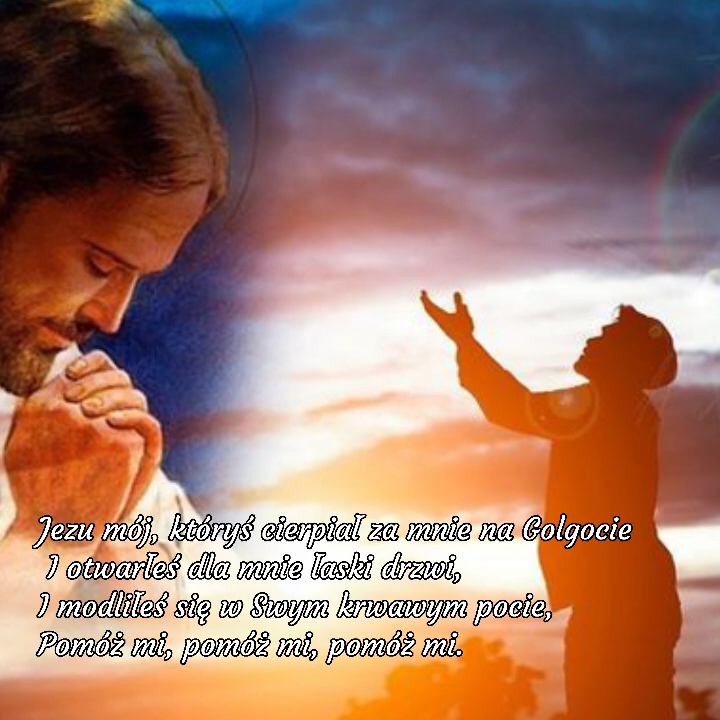 Jezu mój, któryś cierpiał za mnie na Golgocie
I otwarłeś dla mnie łaski drzwi,
I modliłeś się w Swym krwawym pocie,
Pomóż mi, pomóż mi, pomóż mi.